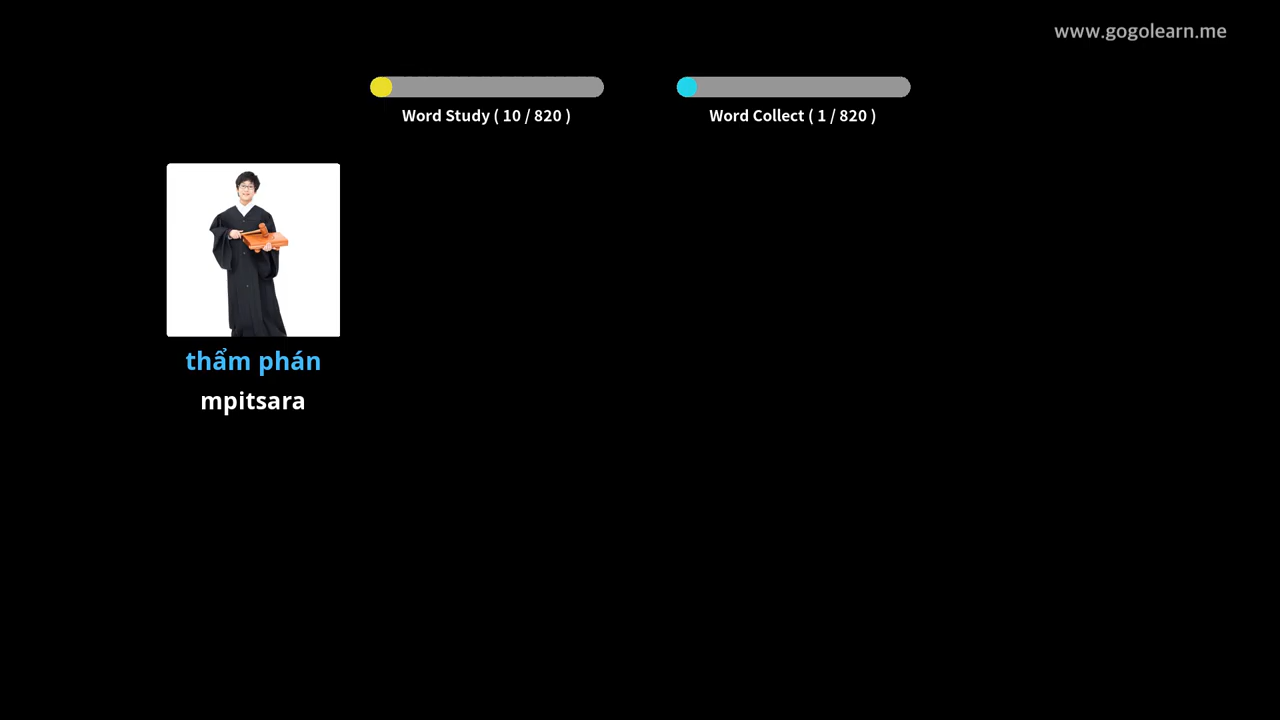 www.gogolearn.me
Word Study ( 10 / 820 )
Word Collect ( 1 / 820 )
thẩm phán
mpitsara